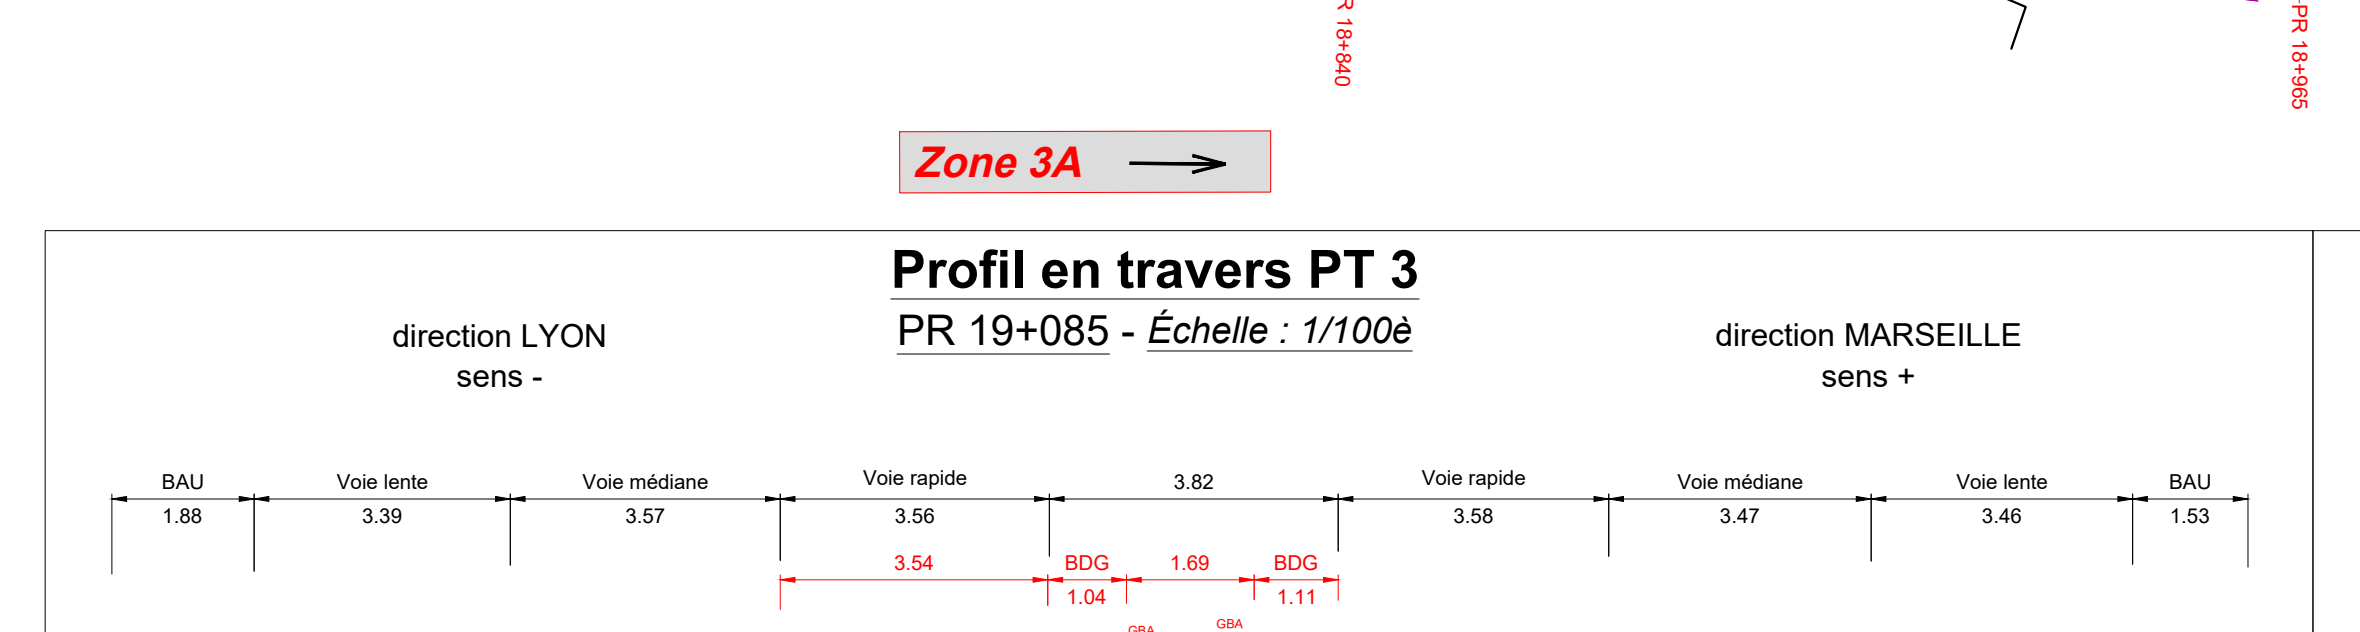 R 18+840
PR 18+965
Zone 3A
Profil en travers PT 3
PR 19+085 - Échelle : 1/100è
direction LYON
sens -
direction MARSEILLE
sens +
BAU Voie lente Voie médiane Voie rapide 3.82 Voie rapide Voie médiane Voie lente BAU
1.88 3.39 3.57 3.56 3.58 3.47 3.46 1.53
3.54 BDG 1.69 BDG
1.04 1.11
GBA GBA